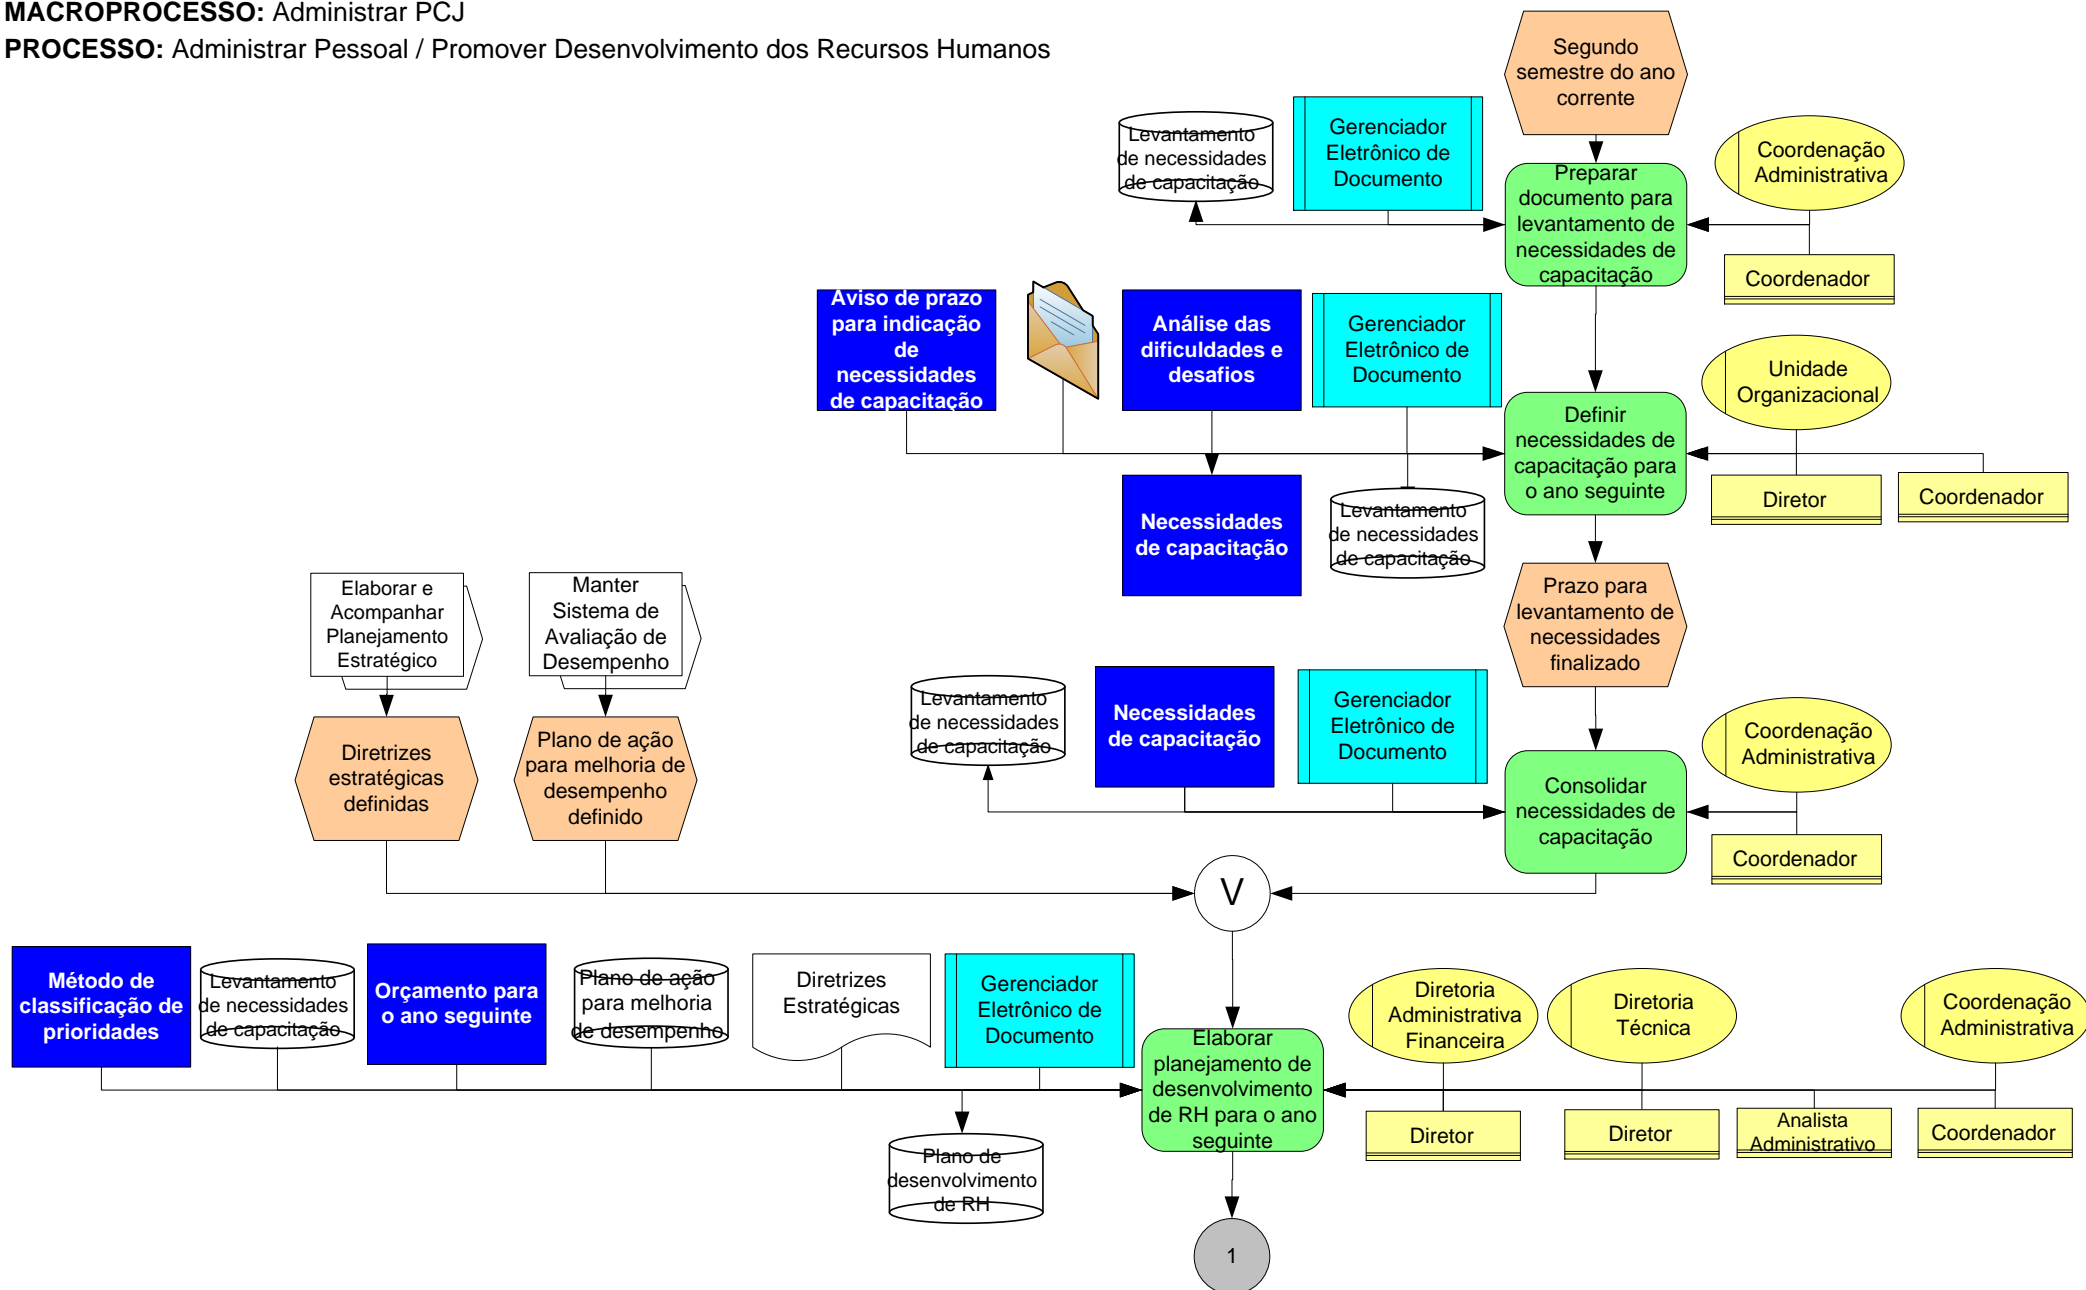 MACROPROCESSO: Administrar PCJ
PROCESSO: Administrar Pessoal / Promover Desenvolvimento dos Recursos Humanos
Segundo
semestre do ano
corrente
Levantamento
de necessidades
de capacitação
Gerenciador
Eletrônico de
Documento
Preparar
documento para
levantamento de
necessidades de
capacitação
Coordenação
Administrativa
Coordenador
Aviso de prazo
para indicação
de
necessidades
de capacitação
Análise das
dificuldades e
desafios
Gerenciador
Eletrônico de
Documento
Definir
necessidades de
capacitação para
o ano seguinte
Unidade
Organizacional
Diretor
Coordenador
Necessidades
de capacitação
Levantamento
de necessidades
de capacitação
Elaborar e
Acompanhar
Planejamento
Estratégico
Manter
Sistema de
Avaliação de
Desempenho
Prazo para
levantamento de
necessidades
finalizado
Diretrizes
estratégicas
definidas
Plano de ação
para melhoria de
desempenho
definido
Levantamento
de necessidades
de capacitação
Necessidades
de capacitação
Gerenciador
Eletrônico de
Documento
Consolidar
necessidades de
capacitação
Coordenação
Administrativa
Coordenador
V
Método de
classificação de
prioridades
Levantamento
de necessidades
de capacitação
Orçamento para
o ano seguinte
Plano de ação
para melhoria
de desempenho
Diretrizes
Estratégicas
Gerenciador
Eletrônico de
Documento
Elaborar
planejamento de
desenvolvimento
de RH para o ano
seguinte
Diretoria
Administrativa
Financeira
Diretoria
Técnica
Coordenação
Administrativa
Diretor
Diretor
Analista
Administrativo
Coordenador
Plano de
desenvolvimento
de RH
1